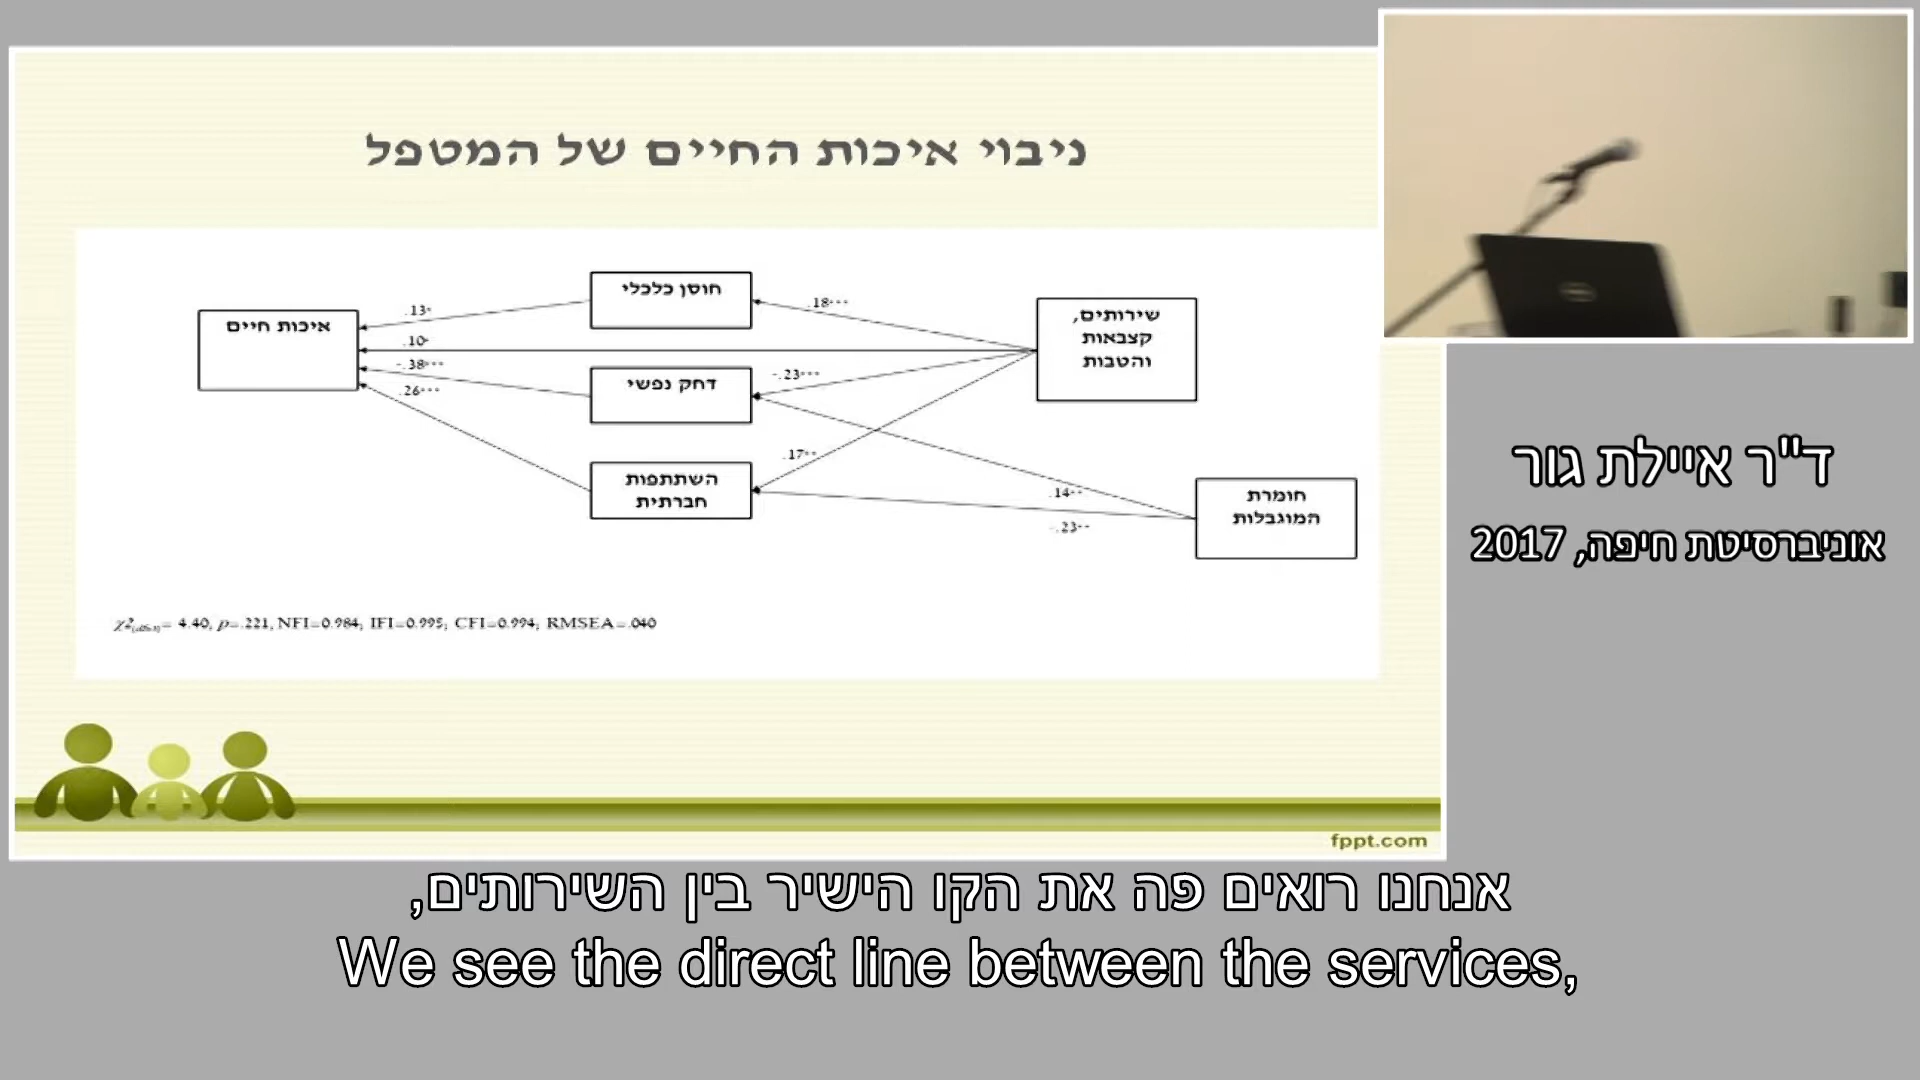 ניבוי איכות החיים של המטפל
חוסן כלכלי
שירותים,
קצבאות
והטבות
איכות חיים
דחק נפשי
השתתפות
חברתית
חומרת
המוגבלות
.18***
.13*
.10*
-.38***
.26***
-.23***
.17**
.14**
-.23**
= 4.40, p=.221, NFI=0.984; IFI=0.995; CFI=0.994; RMSEA=.040
fppt.com
ד"ר איילת גור
אוניברסיטת חיפה, 2017
אנחנו רואים פה את הקו הישיר בין השירותים,
We see the direct line between the services,